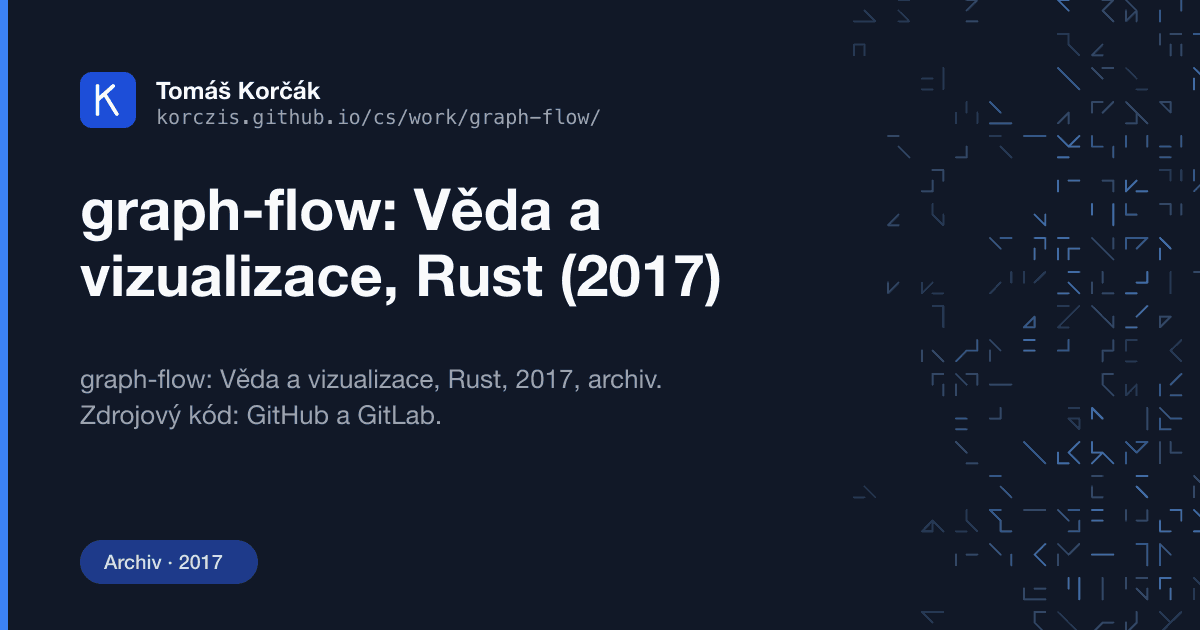 K
Tomáš Korčák
korczis.github.io/cs/work/graph-flow/
graph-flow: Věda a
vizualizace, Rust (2017)
graph-flow: Věda a vizualizace, Rust, 2017, archiv.
Zdrojový kód: GitHub a GitLab.
Archiv · 2017